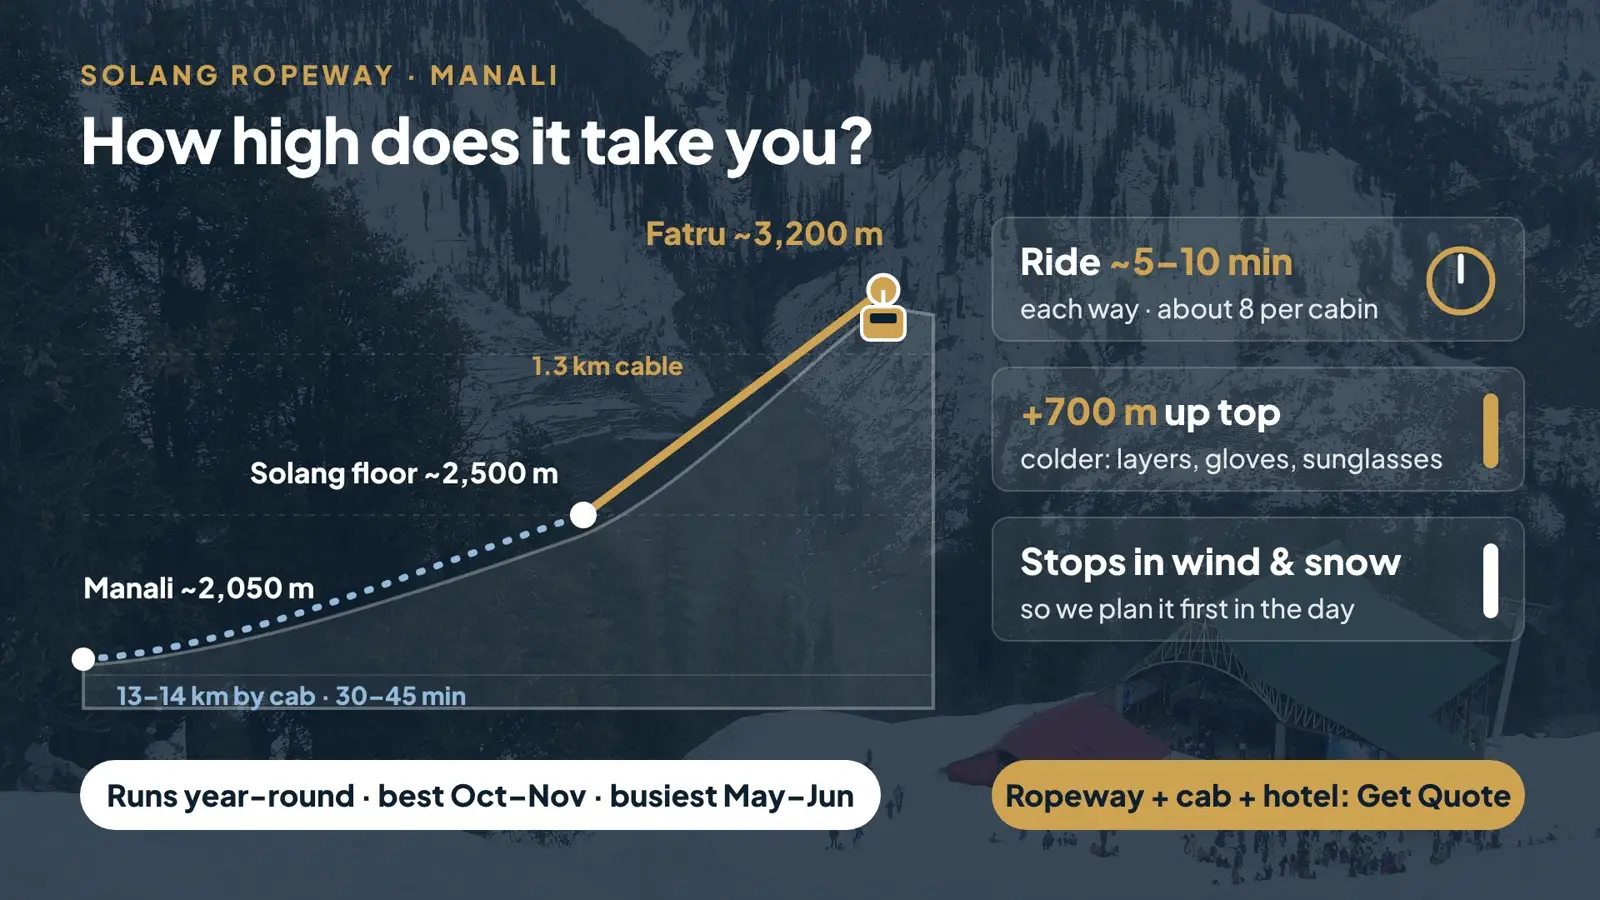 SOLANG ROPEWAY · MANALI
How high does it take you?
Fatru ~3,200 m
1.3 km cable
Solang floor ~2,500 m
Manali ~2,050 m
13–14 km by cab · 30–45 min
Ride ~5–10 min
each way · about 8 per cabin
+700 m up top
colder: layers, gloves, sunglasses
Stops in wind & snow
so we plan it first in the day
Runs year-round · best Oct–Nov · busiest May–Jun
Ropeway + cab + hotel: Get Quote